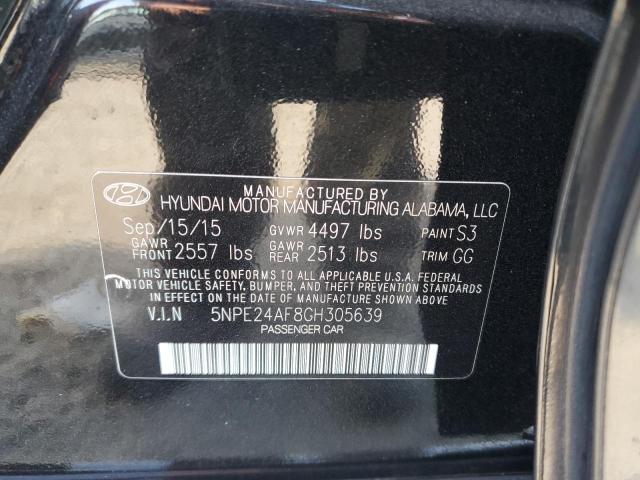 MANUFACTURED BY
HYUNDAI MOTOR MANUFACTURING ALABAMA, LLC
Sep/15/15 GVWR 4497 lbs PAINT S3
GAWR FRONT 2557 lbs GAWR REAR 2513 lbs TRIM GG
THIS VEHICLE CONFORMS TO ALL APPLICABLE U.S.A. FEDERAL
MOTOR VEHICLE SAFETY, BUMPER, AND THEFT PREVENTION STANDARDS
IN EFFECT ON THE DATE OF MANUFACTURE SHOWN ABOVE.
V.I.N 5NPE24AF8GH305639
PASSENGER CAR